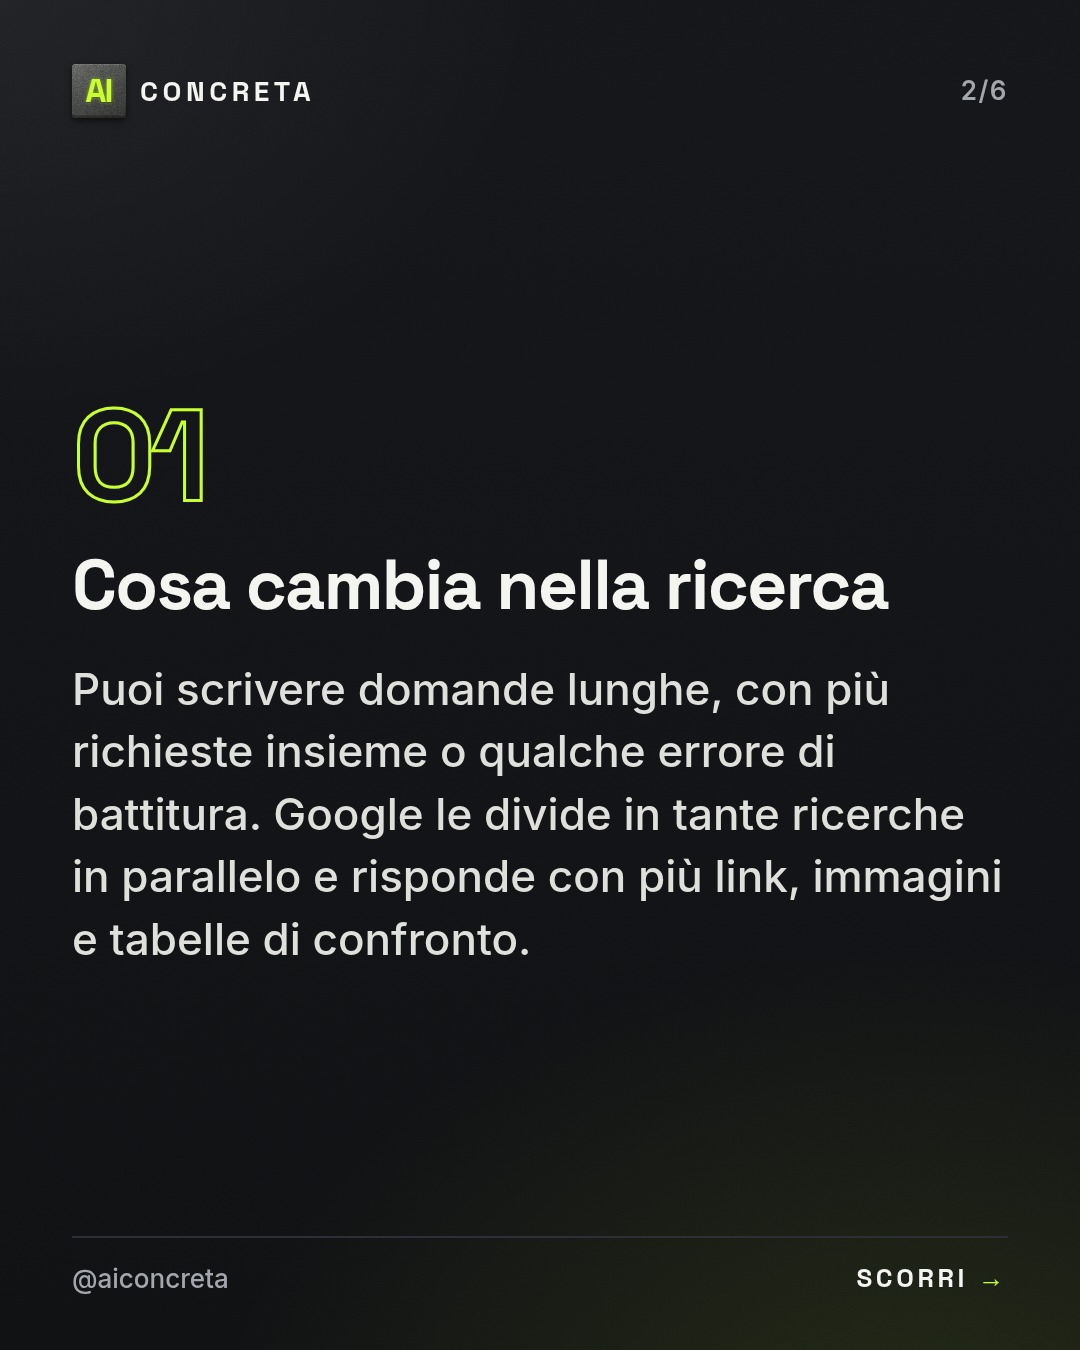 AI CONCRETA
2/6
01
Cosa cambia nella ricerca
Puoi scrivere domande lunghe, con più
richieste insieme o qualche errore di
battitura. Google le divide in tante ricerche
in parallelo e risponde con più link, immagini
e tabelle di confronto.
@aiconcreta
SCORRI →